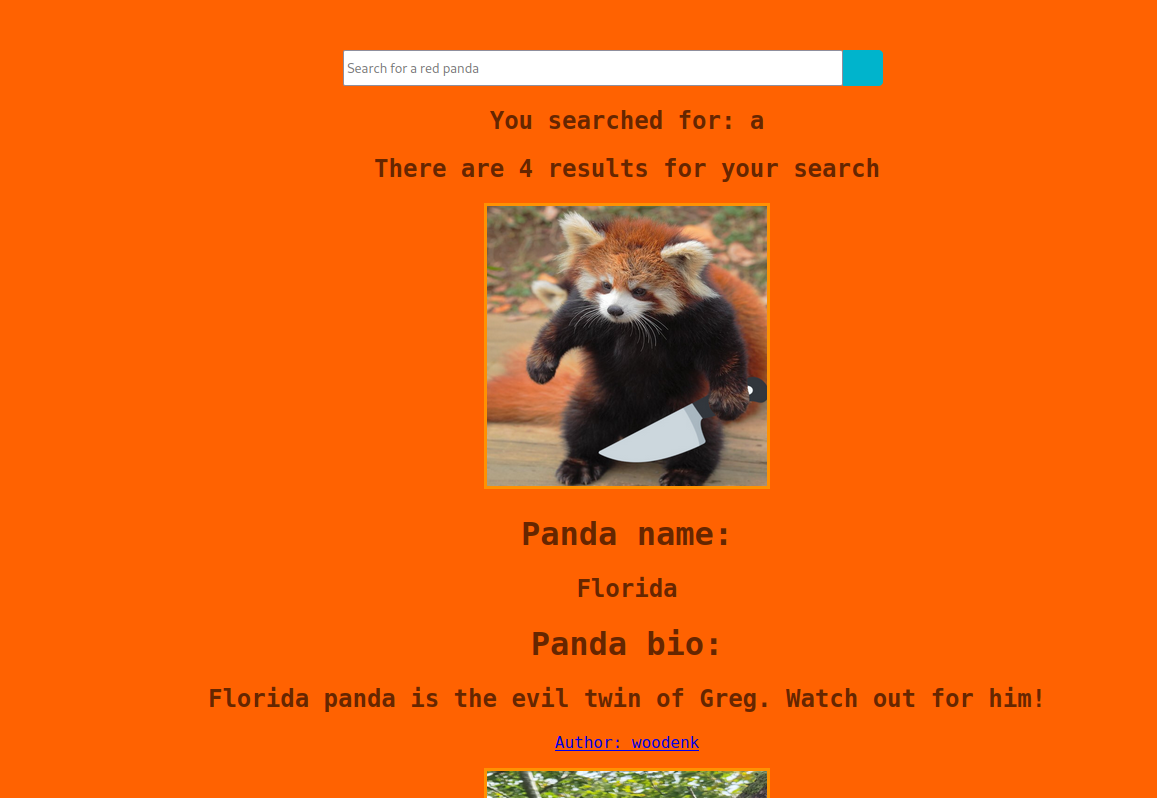 Search for a red panda
You searched for: a
There are 4 results for your search
Panda name:
Florida
Panda bio:
Florida panda is the evil twin of Greg. Watch out for him!
Author: woodenk